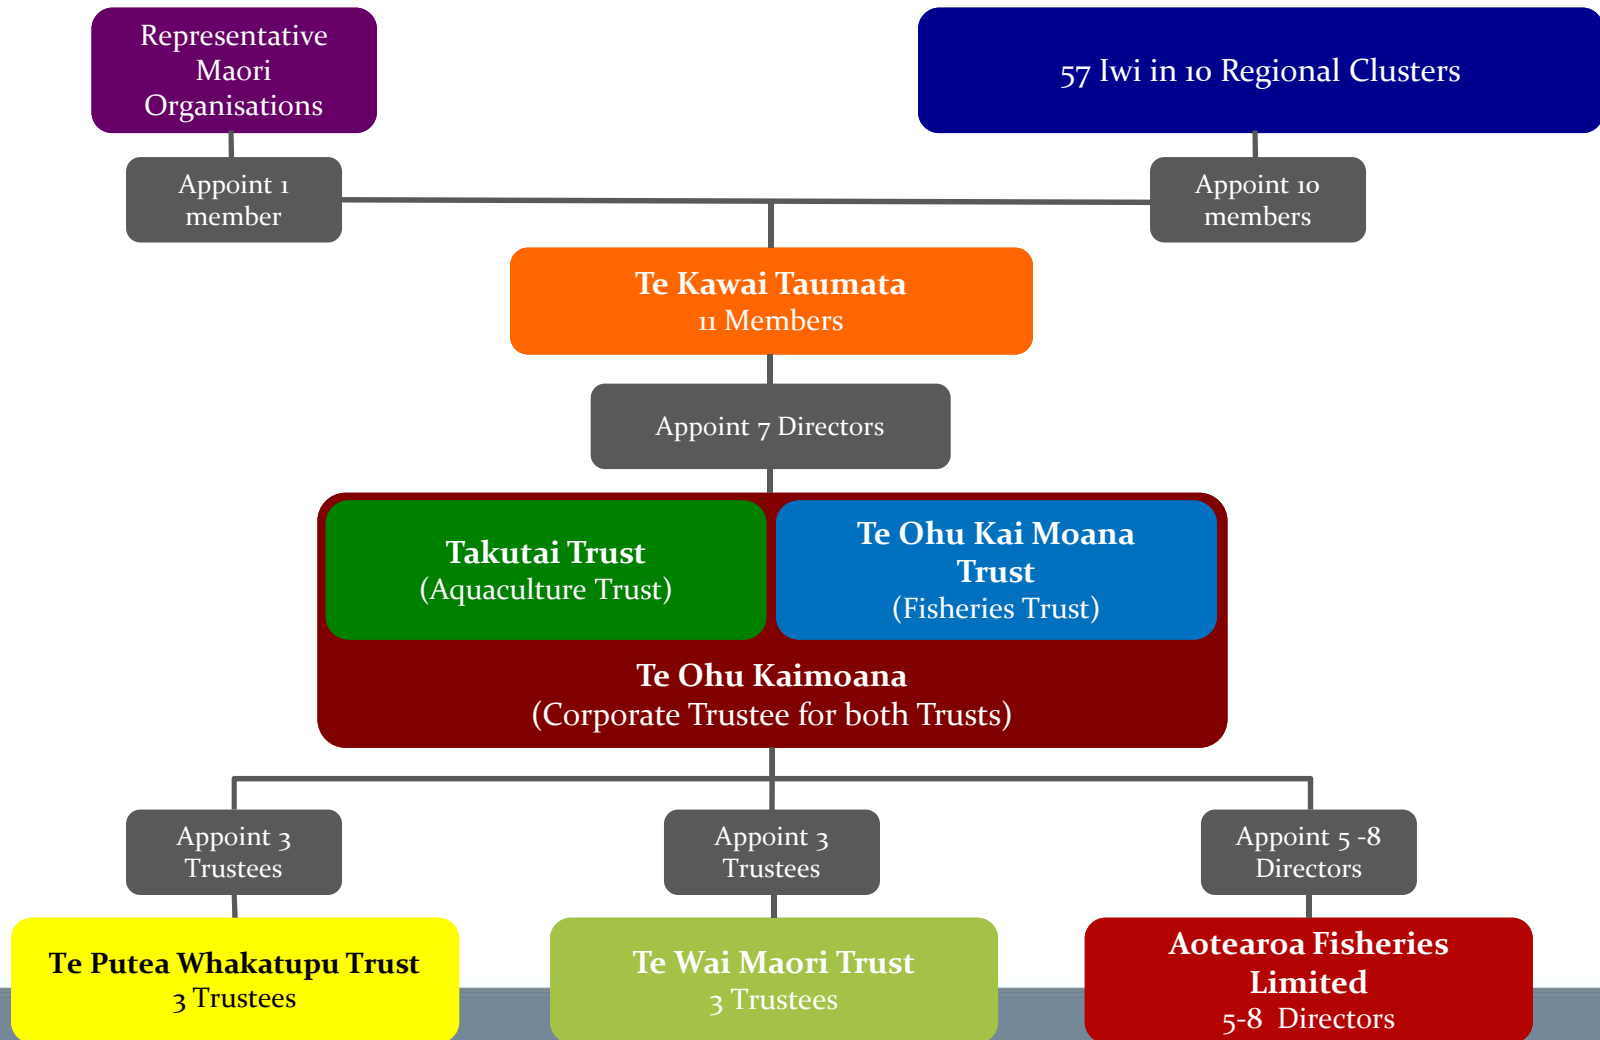 Representative
Maori
Organisations
57 Iwi in 10 Regional Clusters
Appoint 1
member
Appoint 10
members
Te Kawai Taumata
11 Members
Appoint 7 Directors
Takutai Trust
(Aquaculture Trust)
Te Ohu Kai Moana
Trust
(Fisheries Trust)
Te Ohu Kaimoana
(Corporate Trustee for both Trusts)
Appoint 3
Trustees
Appoint 3
Trustees
Appoint 5 -8
Directors
Te Putea Whakatupu Trust
3 Trustees
Te Wai Maori Trust
3 Trustees
Aotearoa Fisheries
Limited
5-8 Directors